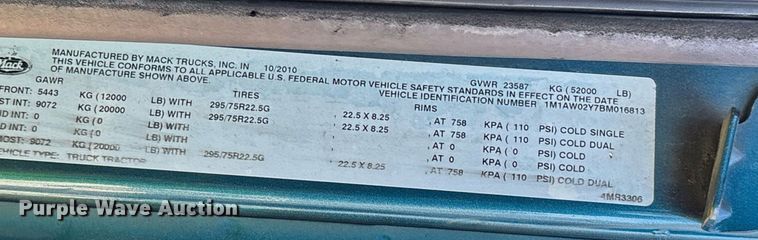 Mack
MANUFACTURED BY MACK TRUCKS, INC. IN 10/2010 GVWR 23587 KG ( 52000 LB)
THIS VEHICLE CONFORMS TO ALL APPLICABLE U.S. FEDERAL MOTOR VEHICLE SAFETY STANDARDS IN EFFECT ON THE DATE
OF MANUFACTURE SHOWN ABOVE. VEHICLE IDENTIFICATION NUMBER 1M1AW02Y7BM016813
GAWR TIRES RIMS
FRONT: 5443 KG (12000 LB) WITH 295/75R22.5G , 22.5 X 8.25 , AT 758 KPA ( 110 PSI) COLD SINGLE
ST INT: 9072 KG (20000 LB) WITH 295/75R22.5G , 22.5 X 8.25 , AT 758 KPA ( 110 PSI) COLD DUAL
D INT: 0 KG ( 0 LB) WITH , AT 0 KPA ( 0 PSI) COLD
D INT: 0 KG ( 0 LB) WITH , AT 0 KPA ( 0 PSI) COLD
MOST: 9072 KG ( 20000 LB) WITH 295/75R22.5G , 22.5 X 8.25 , AT 758 KPA ( 110 PSI) COLD DUAL
VEHICLE TYPE: TRUCK TRACTOR 4MR3306
Purple Wave Auction